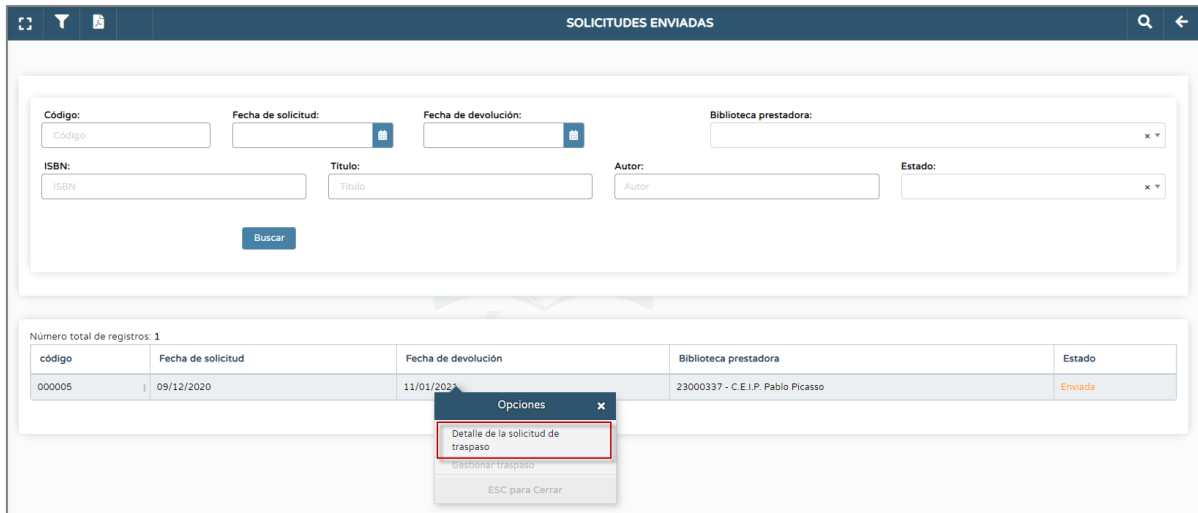 SOLICITUDES ENVIADAS
Código: Fecha de solicitud: Fecha de devolución: Biblioteca prestadora:
Código
ISBN: Título: Autor: Estado:
ISBN Título Autor
Buscar
Número total de registros: 1
código Fecha de solicitud Fecha de devolución Biblioteca prestadora Estado
000005 09/12/2020 11/01/2021 23000337 - C.E.I.P. Pablo Picasso Enviada
Opciones
Detalle de la solicitud de
traspaso
Gestionar traspaso
ESC para Cerrar